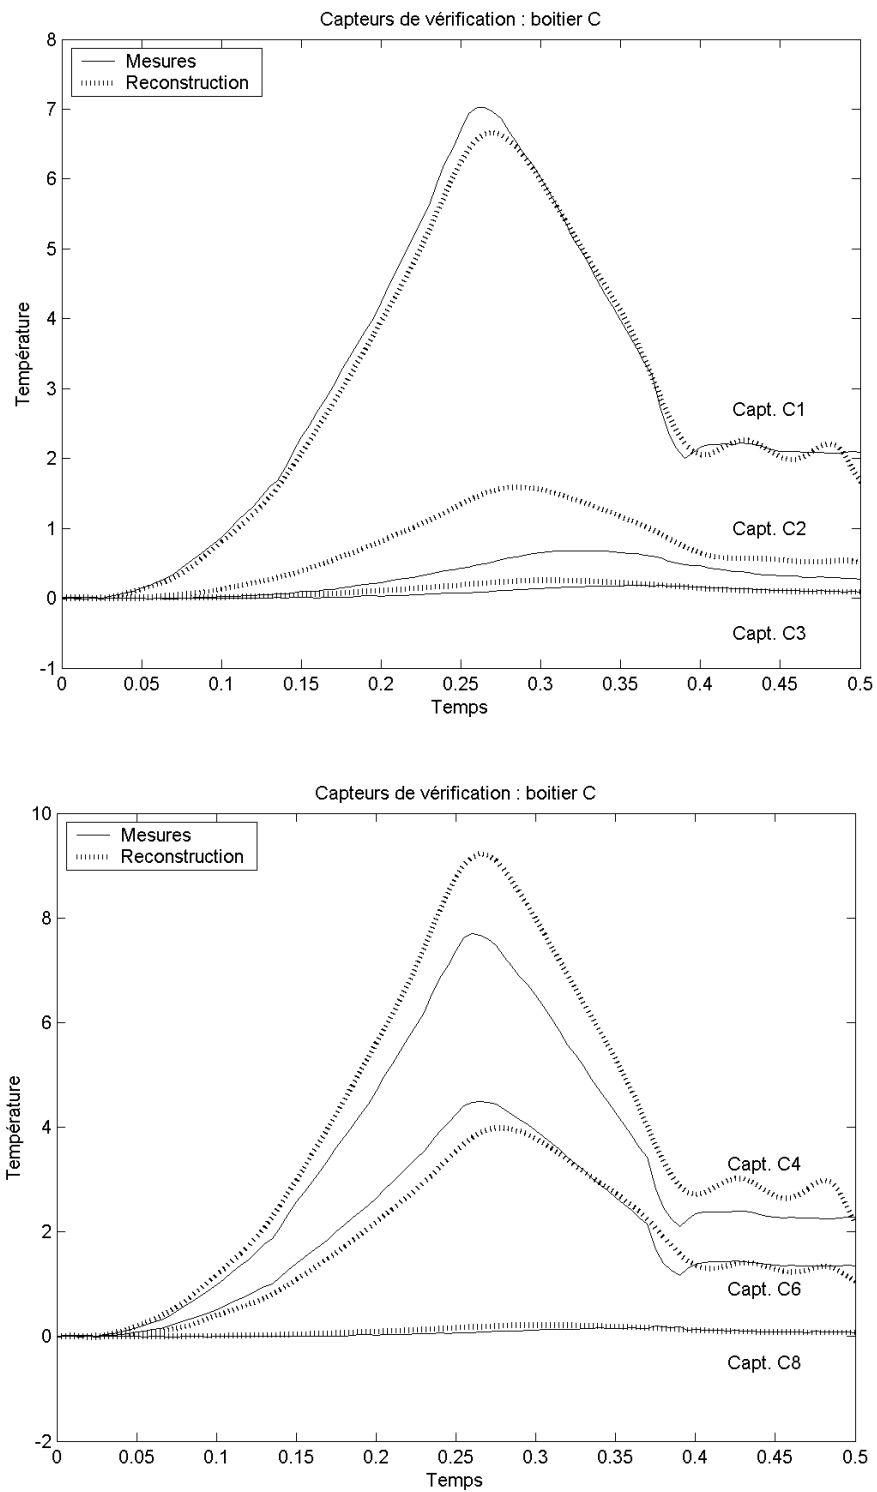 Capteurs de vérification : boitier C
8
Mesures
Reconstruction
7
6
5
4
Température
3
Capt. C1
2
Capt. C2
1
0
Capt. C3
-1
0 0.05 0.1 0.15 0.2 0.25 0.3 0.35 0.4 0.45 0.5
Temps
Capteurs de vérification : boitier C
10
Mesures
Reconstruction
8
6
Température
4
Capt. C4
2
Capt. C6
0
Capt. C8
-2
0 0.05 0.1 0.15 0.2 0.25 0.3 0.35 0.4 0.45 0.5
Temps